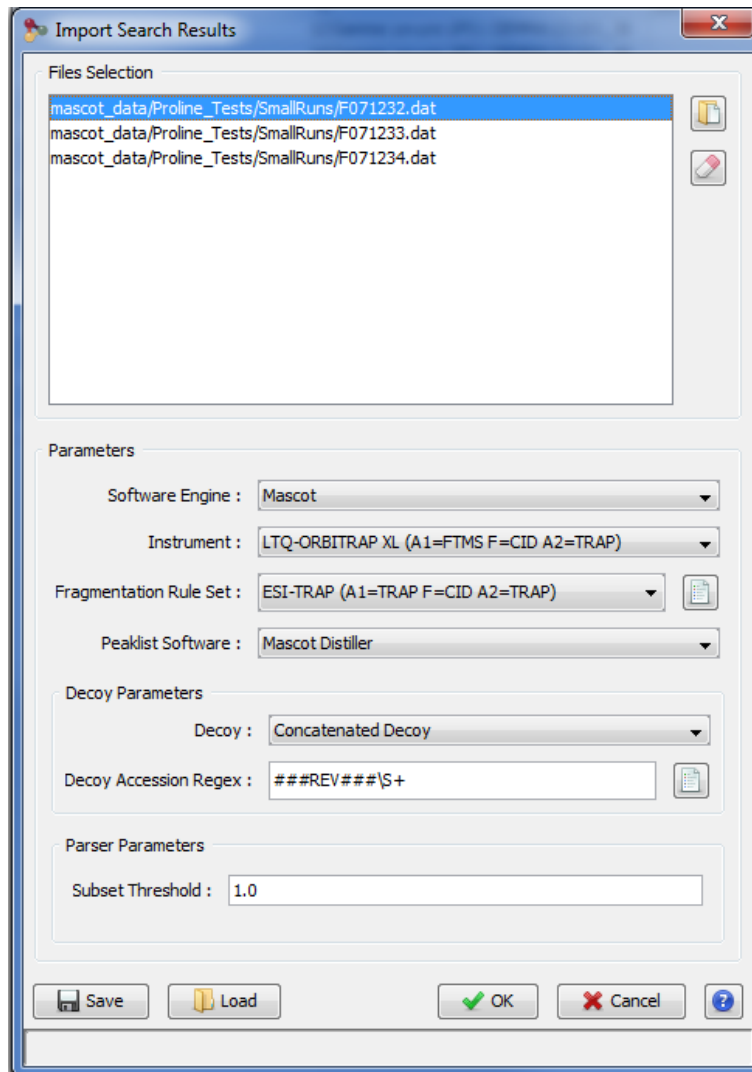 Import Search Results
Files Selection
mascot_data/Proline_Tests/SmallRuns/F071232.dat
mascot_data/Proline_Tests/SmallRuns/F071233.dat
mascot_data/Proline_Tests/SmallRuns/F071234.dat
Parameters
Software Engine : Mascot
Instrument : LTQ-ORBITRAP XL (A1=FTMS F=CID A2=TRAP)
Fragmentation Rule Set : ESI-TRAP (A1=TRAP F=CID A2=TRAP)
Peaklist Software : Mascot Distiller
Decoy Parameters
Decoy : Concatenated Decoy
Decoy Accession Regex : ###REV###\S+
Parser Parameters
Subset Threshold : 1.0
Save Load OK Cancel ?